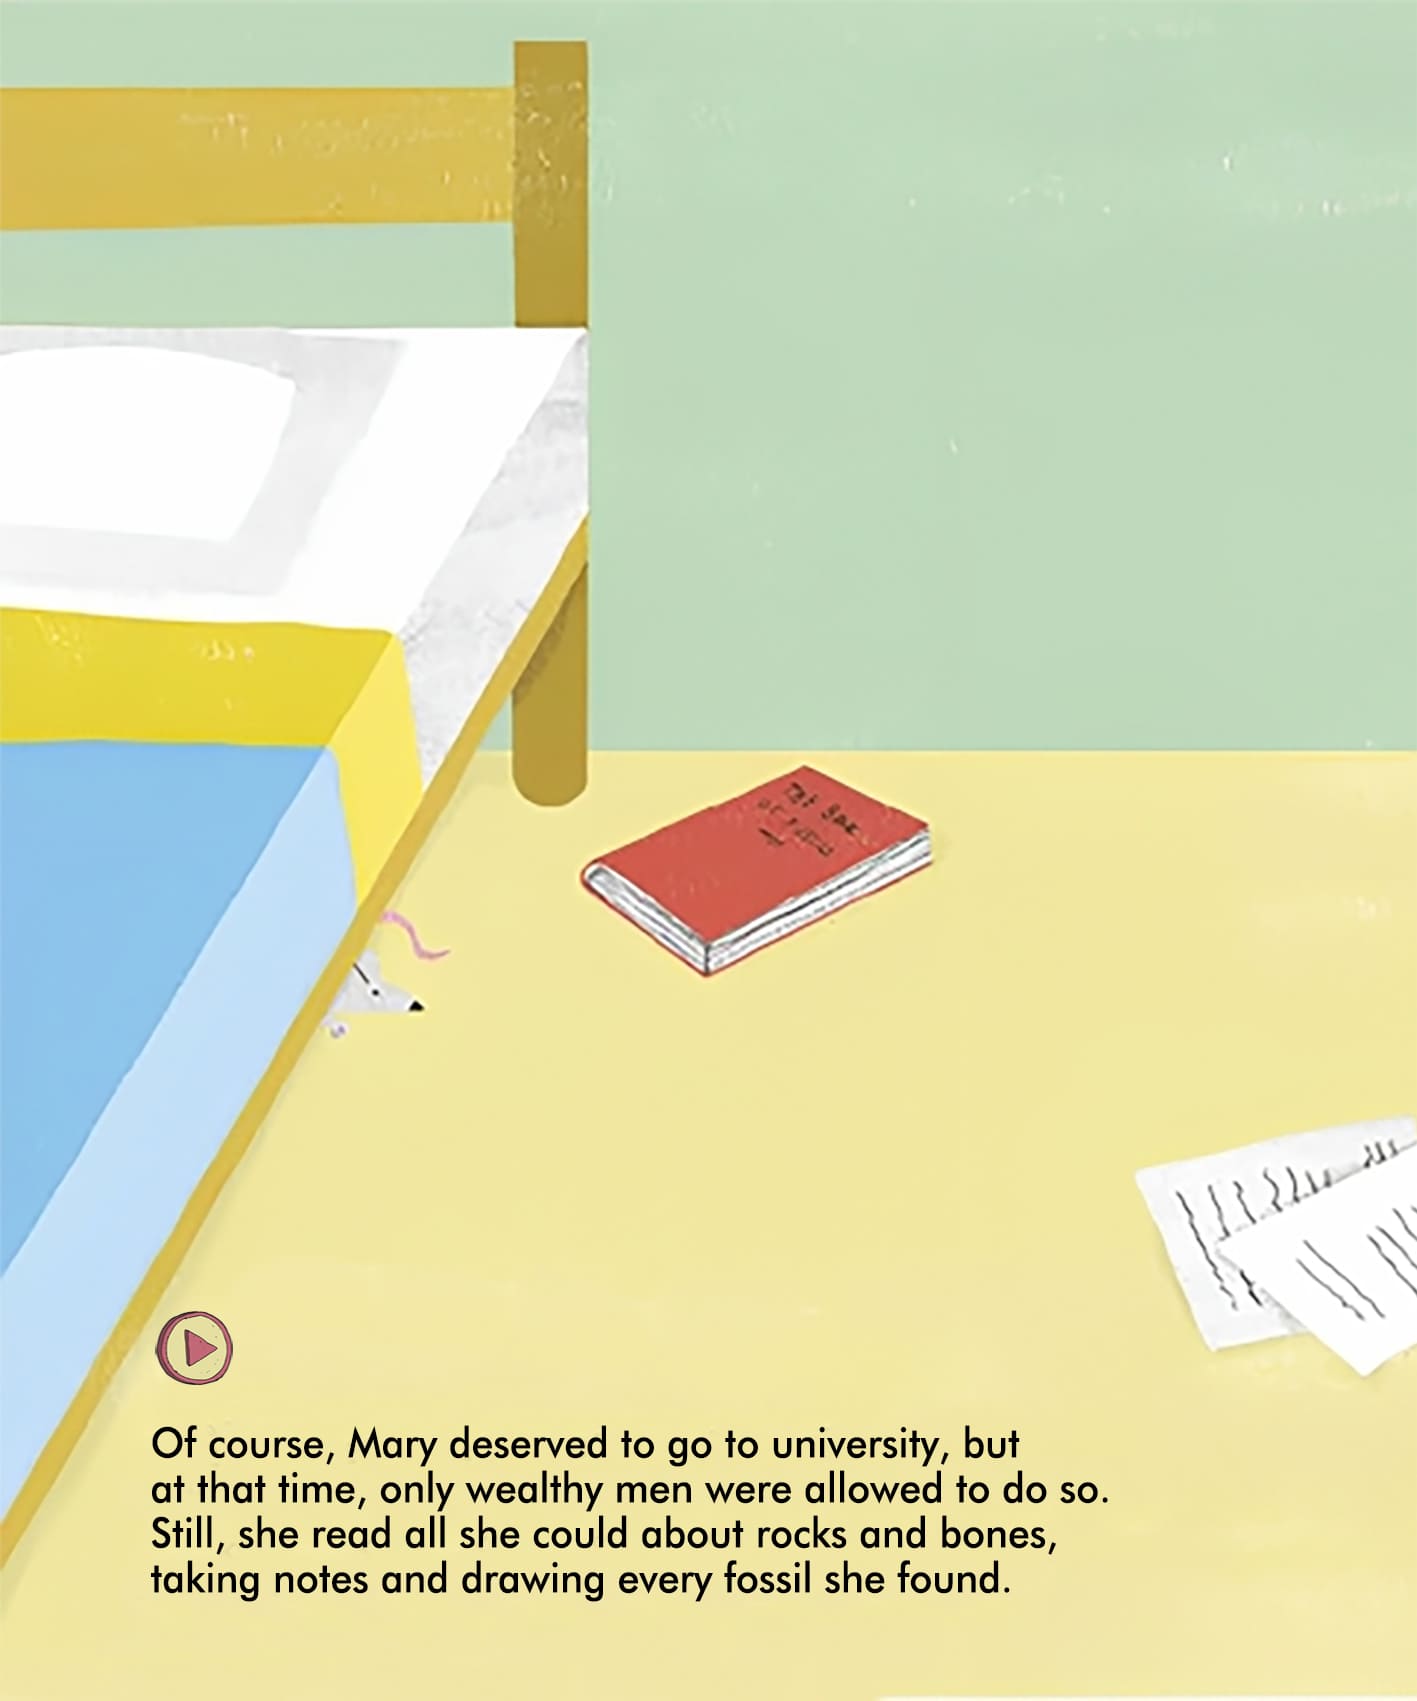 Of course, Mary deserved to go to university, but
at that time, only wealthy men were allowed to do so.
Still, she read all she could about rocks and bones,
taking notes and drawing every fossil she found.